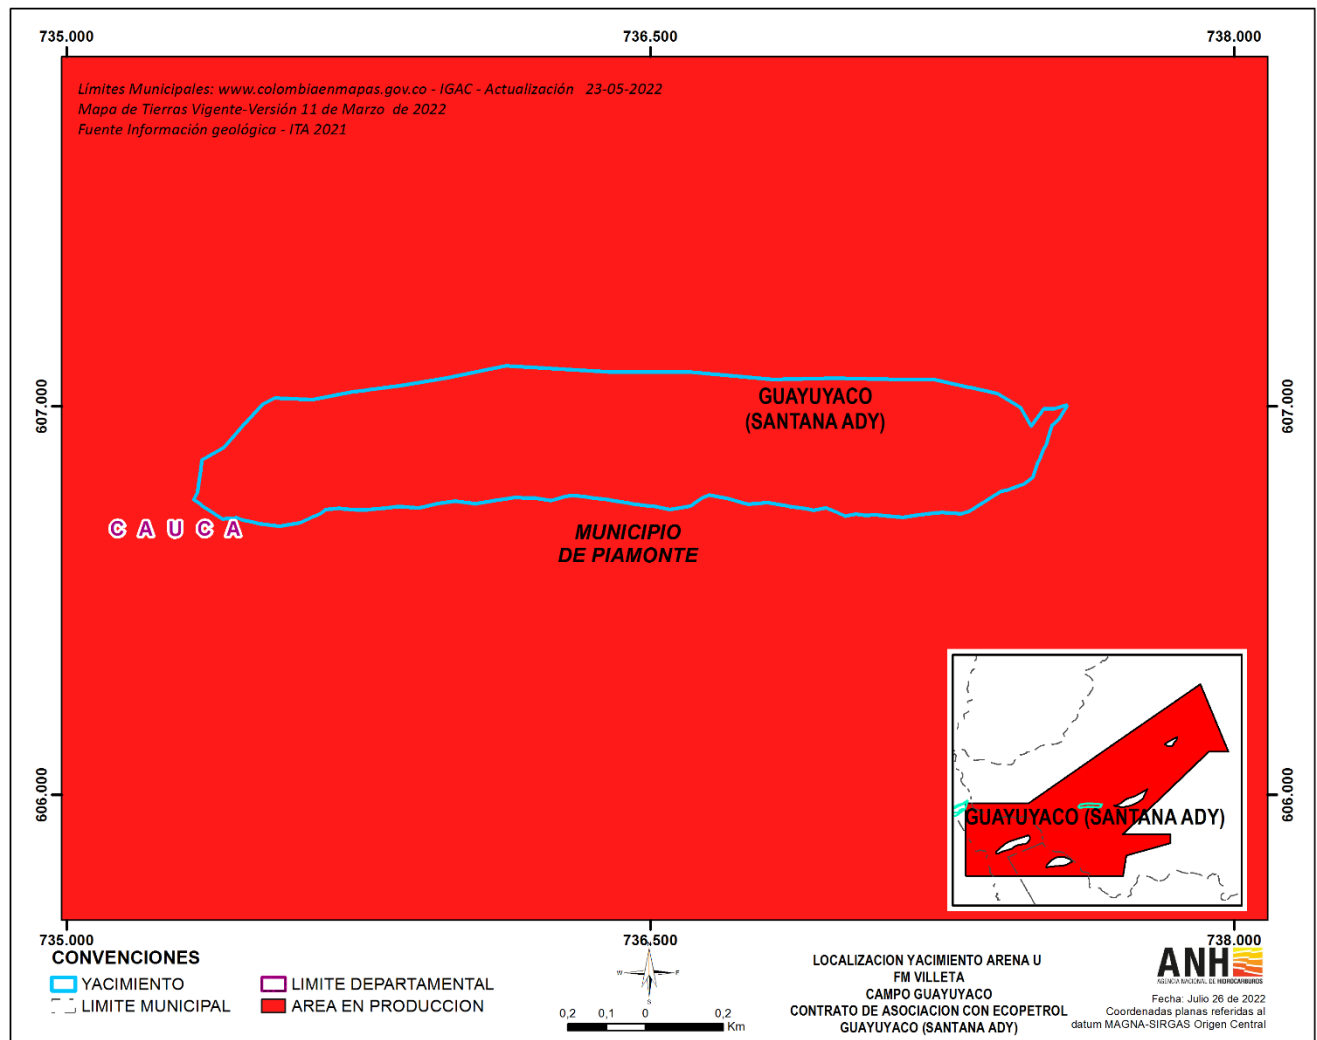 735.000
736.500
738.000
Límites Municipales: www.colombiaenmapas.gov.co - IGAC - Actualización 23-05-2022
Mapa de Tierras Vigente-Versión 11 de Marzo de 2022
Fuente Información geológica - ITA 2021
607.000
607.000
GUAYUYACO
(SANTANA ADY)
C A U C A
MUNICIPIO
DE PIAMONTE
606.000
606.000
GUAYUYACO (SANTANA ADY)
735.000
736.500
738.000
CONVENCIONES
YACIMIENTO
LIMITE DEPARTAMENTAL
LIMITE MUNICIPAL
AREA EN PRODUCCION
N
W
E
S
0,2 0,1 0 0,2
Km
LOCALIZACION YACIMIENTO ARENA U
FM VILLETA
CAMPO GUAYUYACO
CONTRATO DE ASOCIACION CON ECOPETROL
GUAYUYACO (SANTANA ADY)
ANH
AGENCIA NACIONAL DE HIDROCARBUROS
Fecha: Julio 26 de 2022
Coordenadas planas referidas al
datum MAGNA-SIRGAS Origen Central